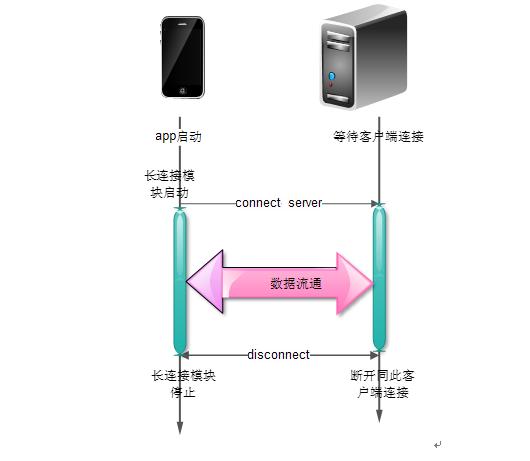 app启动
等待客户端连接
长连接模
块启动
connect server
数据流通
disconnect
长连接模块
停止
断开同此客
户端连接